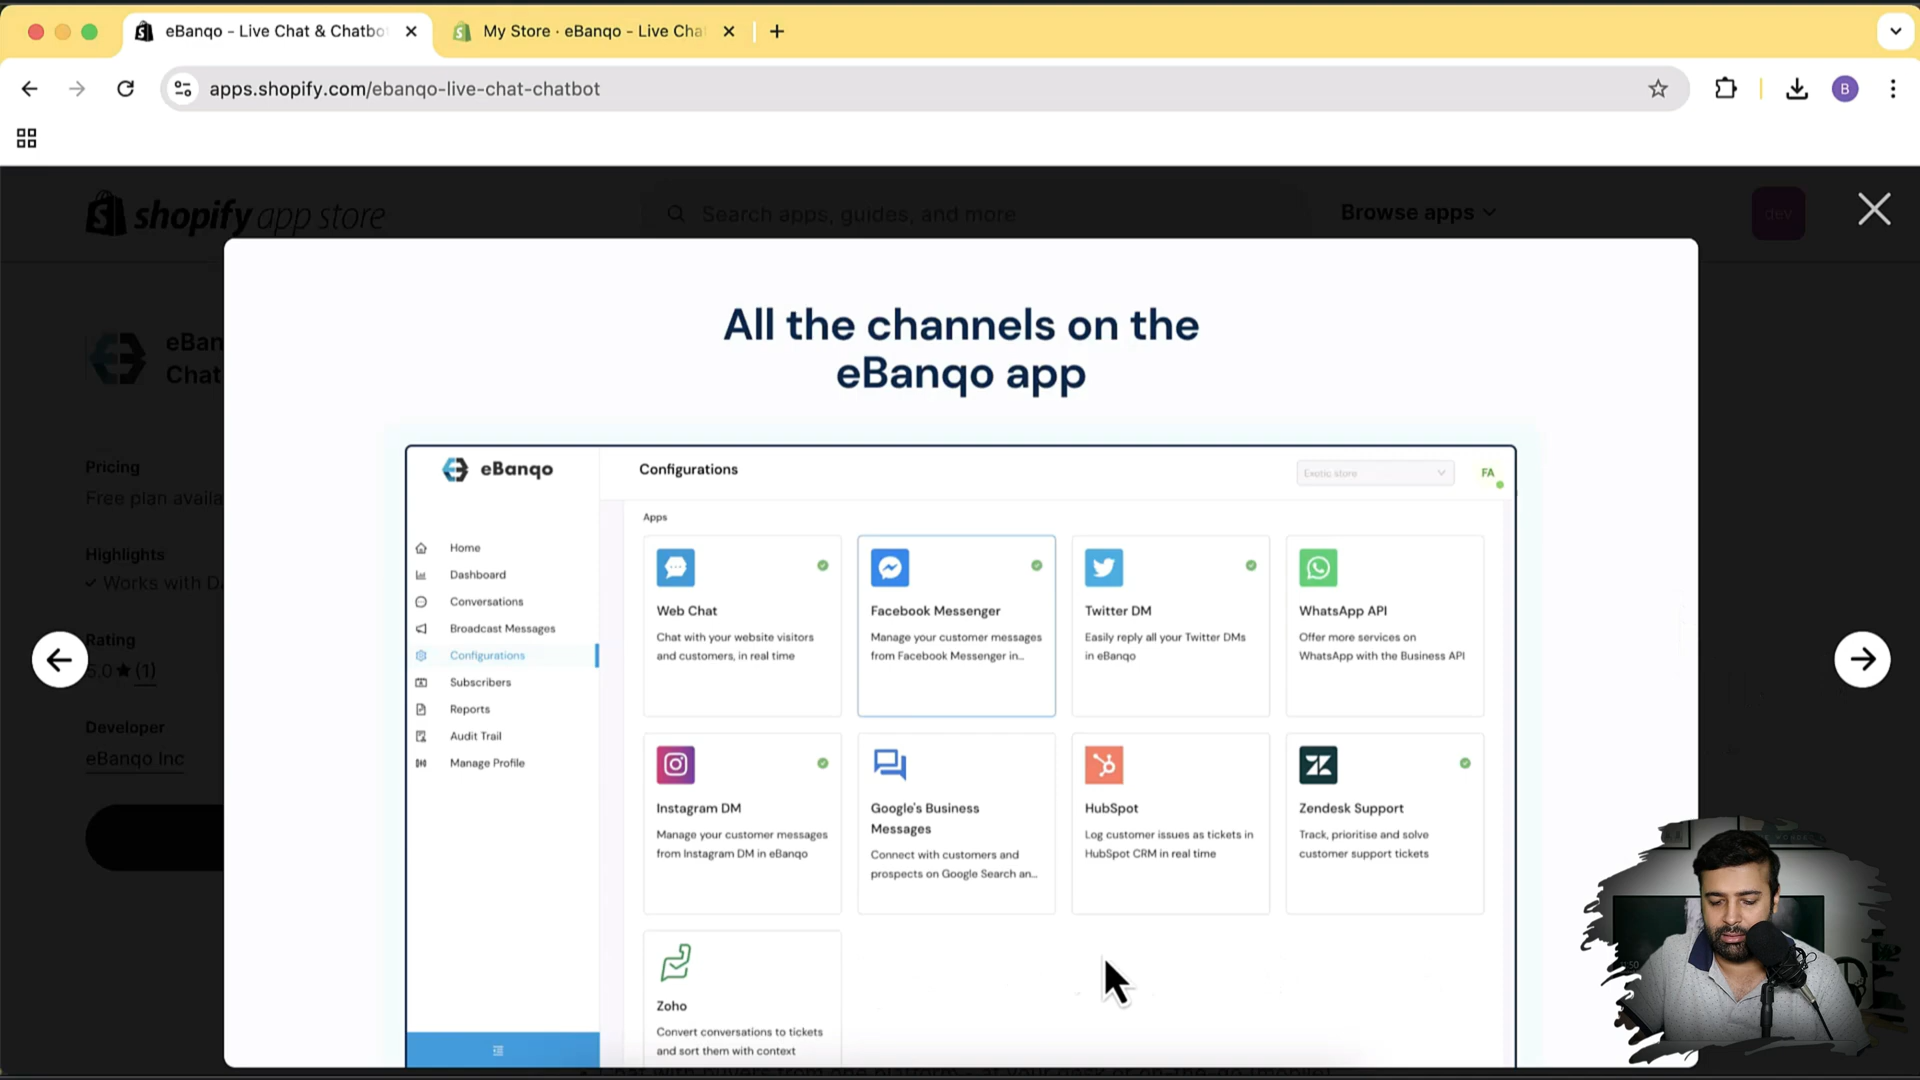 eBanqo - Live Chat & Chatbo
My Store · eBanqo - Live Cha
apps.shopify.com/ebanqo-live-chat-chatbot
B
shopify app store
Search apps, guides, and more
Browse apps
dev
All the channels on the
eBanqo app
eBan
Chat
Pricing
Free plan availa
Highlights
Works with D
Rating
5.0 ★ (1)
Developer
eBanqo Inc
eBanqo
Configurations
Exotic store
FA
Home
Dashboard
Conversations
Broadcast Messages
Configurations
Subscribers
Reports
Audit Trail
Manage Profile
Apps
Web Chat
Chat with your website visitors
and customers, in real time
Facebook Messenger
Manage your customer messages
from Facebook Messenger in...
Twitter DM
Easily reply all your Twitter DMs
in eBanqo
WhatsApp API
Offer more services on
WhatsApp with the Business API
Instagram DM
Manage your customer messages
from Instagram DM in eBanqo
Google's Business
Messages
Connect with customers and
prospects on Google Search an...
HubSpot
Log customer issues as tickets in
HubSpot CRM in real time
Zendesk Support
Track, prioritise and solve
customer support tickets
Zoho
Convert conversations to tickets
and sort them with context